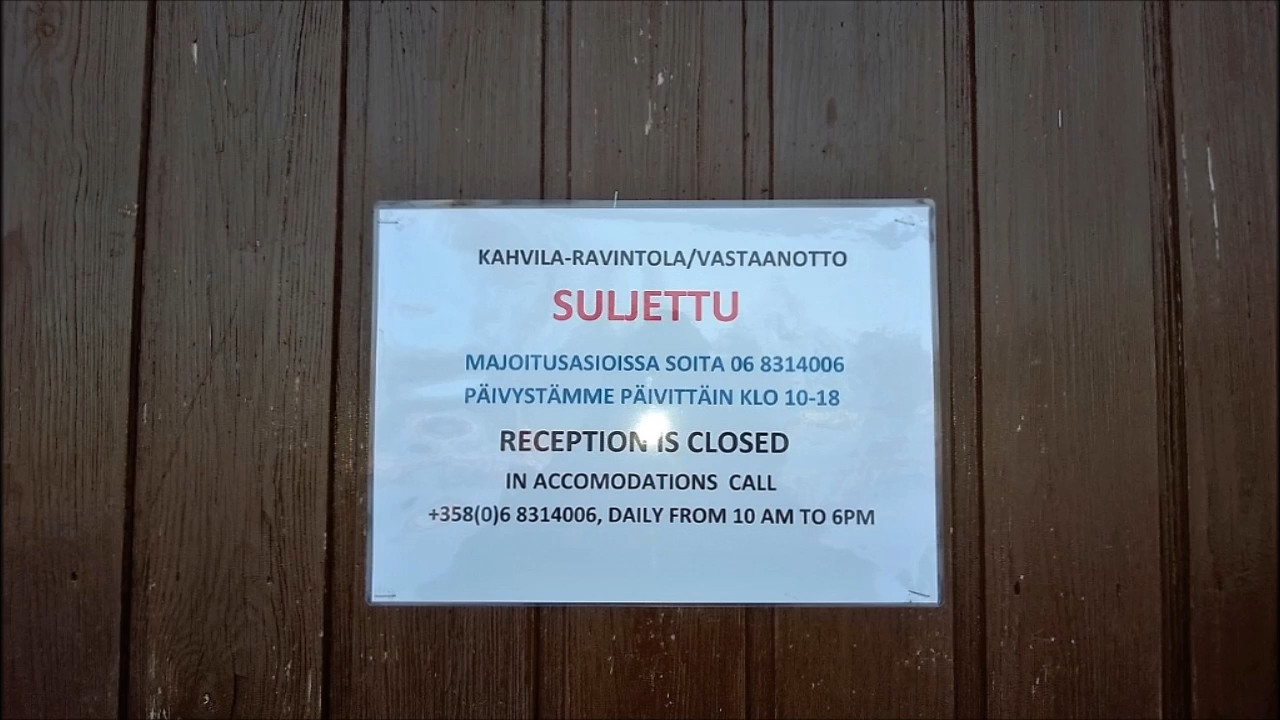 KAHVILA-RAVINTOLA/VASTAANOTTO
SULJETTU
MAJOITUSASIOISSA SOITA 06 8314006
PÄIVYSTÄMME PÄIVITTÄIN KLO 10-18
RECEPTION IS CLOSED
IN ACCOMODATIONS CALL
+358(0)6 8314006, DAILY FROM 10 AM TO 6PM